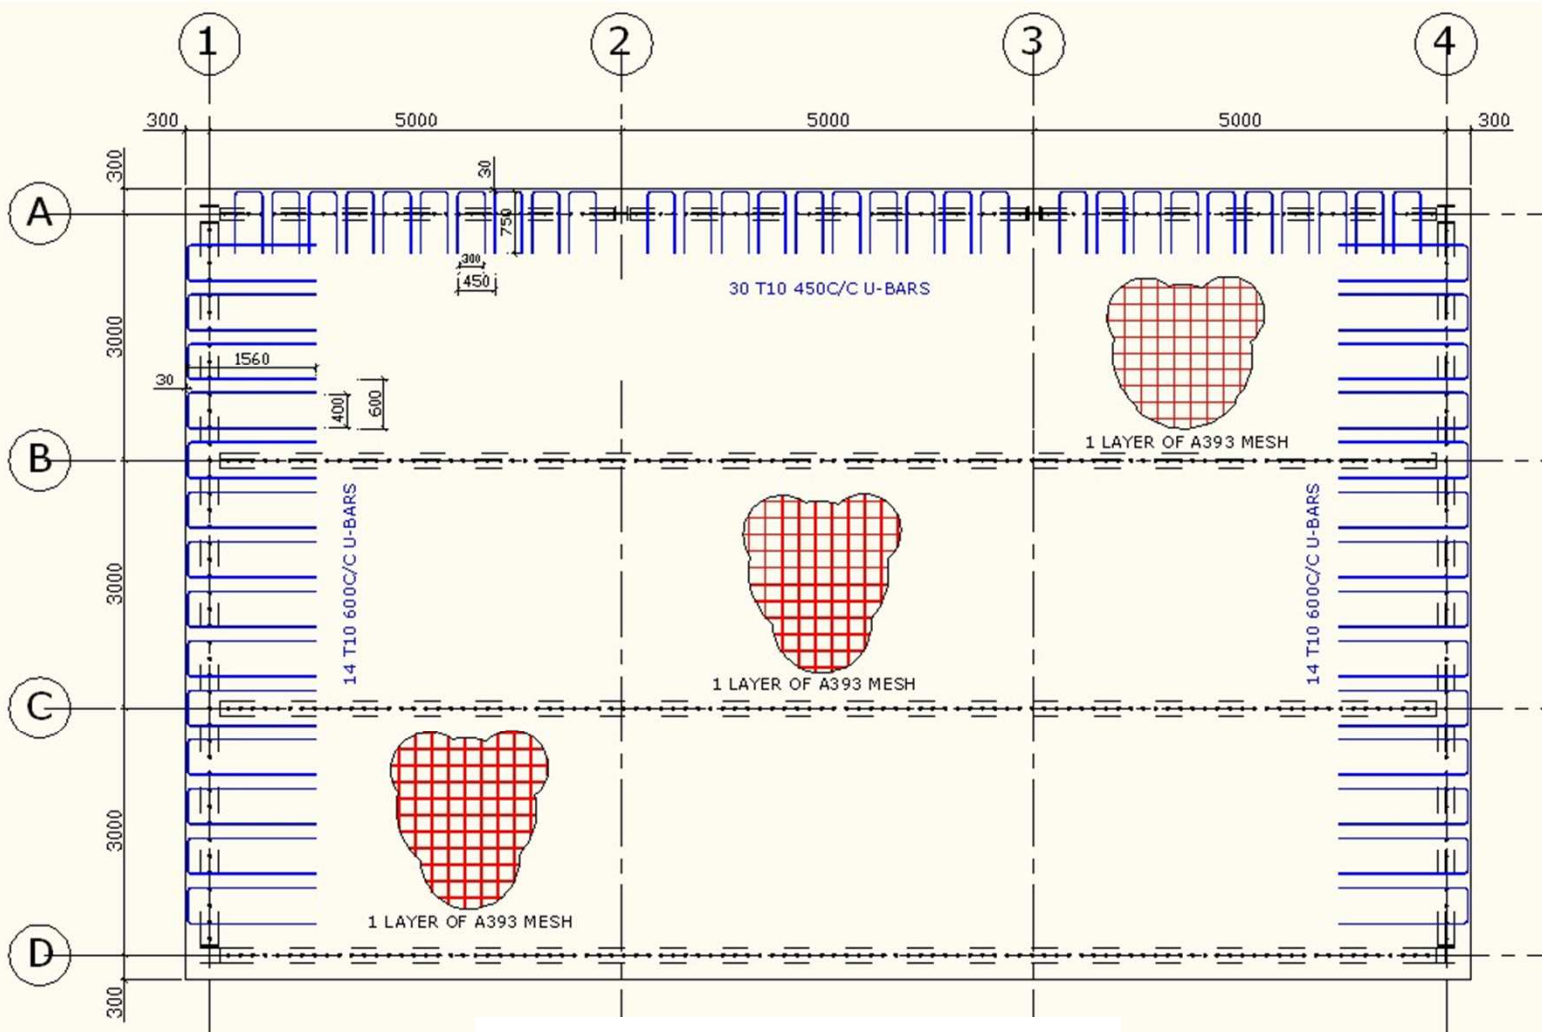 1
2
3
4
300
5000
5000
5000
300
300
30
A
750
300
450
30 T10 450C/C U-BARS
3000
1560
30
400
600
1 LAYER OF A393 MESH
B
14 T10 600C/C U-BARS
14 T10 600C/C U-BARS
3000
1 LAYER OF A393 MESH
C
3000
1 LAYER OF A393 MESH
D
300